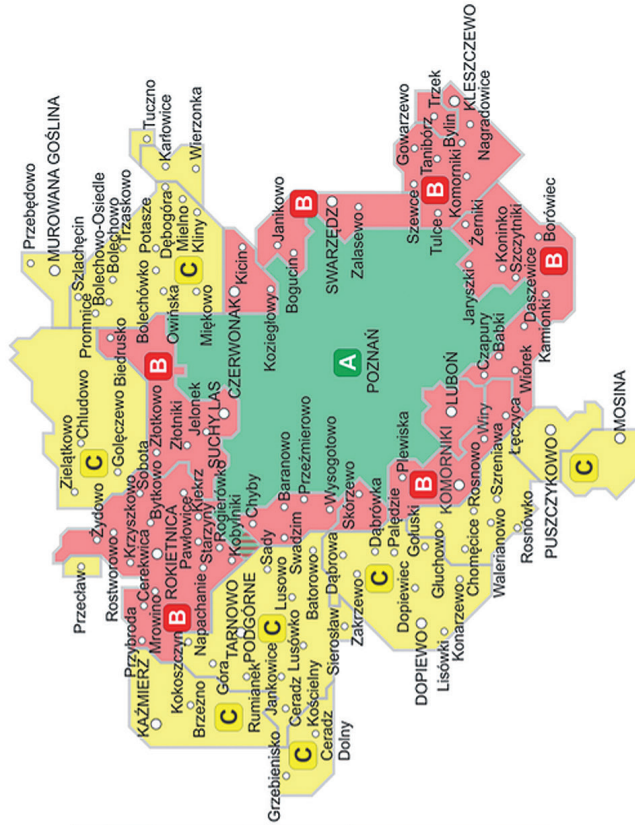 Przebędowo
MUROWANA GOŚLINA
Szlachęcin
Bolechowo-Osiedle
Bolechowo
Trzaskowo
Promnice
Biedrusko
Bolechówko
Potasze
Owińska
Dębogóra
Mielno
Kliny
Miękowo
Tuczno
Karłowice
Wierzonka
C
Zielątkowo
Chludowo
Golęczewo
C
Złotkowo
B
Złotniki
Jelonek
SUCHY LAS
CZERWONAK
Kicin
Koziegłowy
Janikowo
Bogucin
B
SWARZĘDZ
Zalasewo
Gowarzewo
Szewce
Tanibórz
Trzek
Tulce
B
Komorniki
Bylin
KLESZCZEWO
Nagradowice
Żerniki
Jaryszki
Koninko
Szczytniki
Borówiec
B
Daszewice
Kamionki
Babki
Czapury
Wiórek
A
POZNAŃ
Żydowo
Sobota
Bytkowo
Krzyszkowo
Rostworowo
Przecław
Cerekwica
ROKIETNICA
Pawłowice
Kiekrz
Starzyny
Rogierówko
Kobylniki
Mrowino
Przybroda
Napachanie
B
Kokoszczyn
KAŹMIERZ
Brzezno
Góra
TARNOWO
PODGÓRNE
Rumianek
C
Jankowice
Lusówko
Lusowo
C
Sady
Swadzim
Batorowo
Chyby
Baranowo
Przeźmierowo
Wysogotowo
Skórzewo
Dąbrowa
Sierosław
Zakrzewo
Ceradz
Kościelny
Grzebienisko
C
Ceradz
Dolny
Dąbrówka
Palędzie
Gołuski
Plewiska
B
C
Dopiewiec
DOPIEWO
Głuchowo
KOMORNIKI
Lisówki
Konarzewo
Chomęcice
Rosnowo
Walerianowo
Szreniawa
Rosnówko
Wiry
LUBOŃ
Łęczyca
PUSZCZYKOWO
C
MOSINA